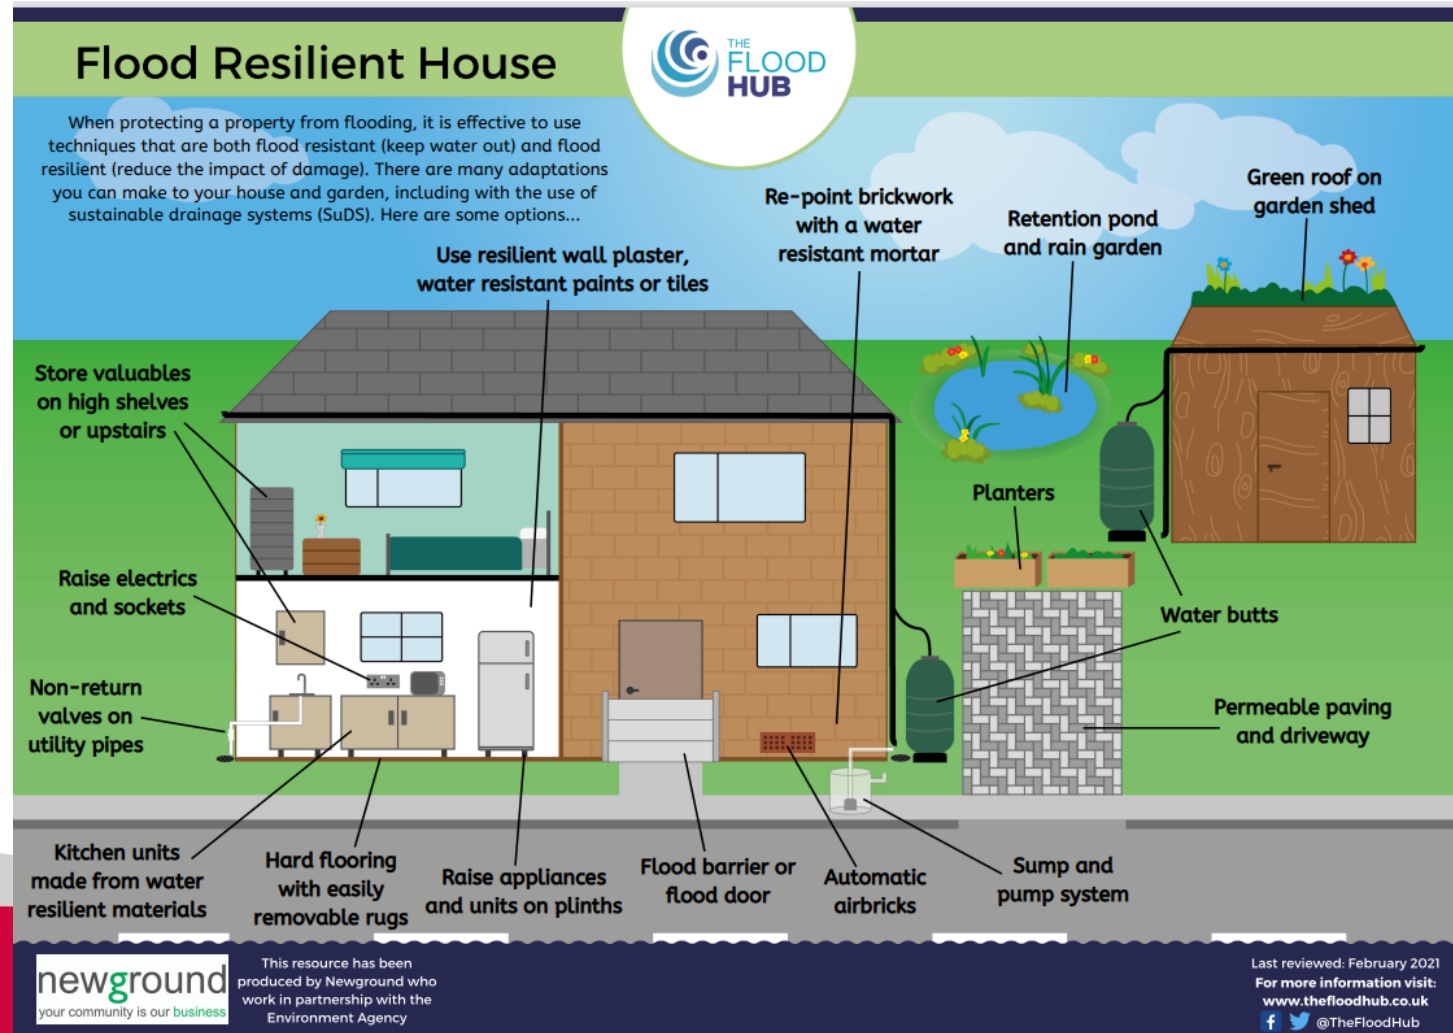 Flood Resilient House
THE
FLOOD
HUB
When protecting a property from flooding, it is effective to use
techniques that are both flood resistant (keep water out) and flood
resilient (reduce the impact of damage). There are many adaptations
you can make to your house and garden, including with the use of
sustainable drainage systems (SuDS). Here are some options...
Use resilient wall plaster,
water resistant paints or tiles
Re-point brickwork
with a water
resistant mortar
Retention pond
and rain garden
Green roof on
garden shed
Store valuables
on high shelves
or upstairs
Planters
Raise electrics
and sockets
Water butts
Non-return
valves on
utility pipes
Permeable paving
and driveway
Kitchen units
made from water
resilient materials
Hard flooring
with easily
removable rugs
Raise appliances
and units on plinths
Flood barrier or
flood door
Automatic
airbricks
Sump and
pump system
newground
your community is our business
This resource has been
produced by Newground who
work in partnership with the
Environment Agency
Last reviewed: February 2021
For more information visit:
www.thefloodhub.co.uk
@TheFloodHub